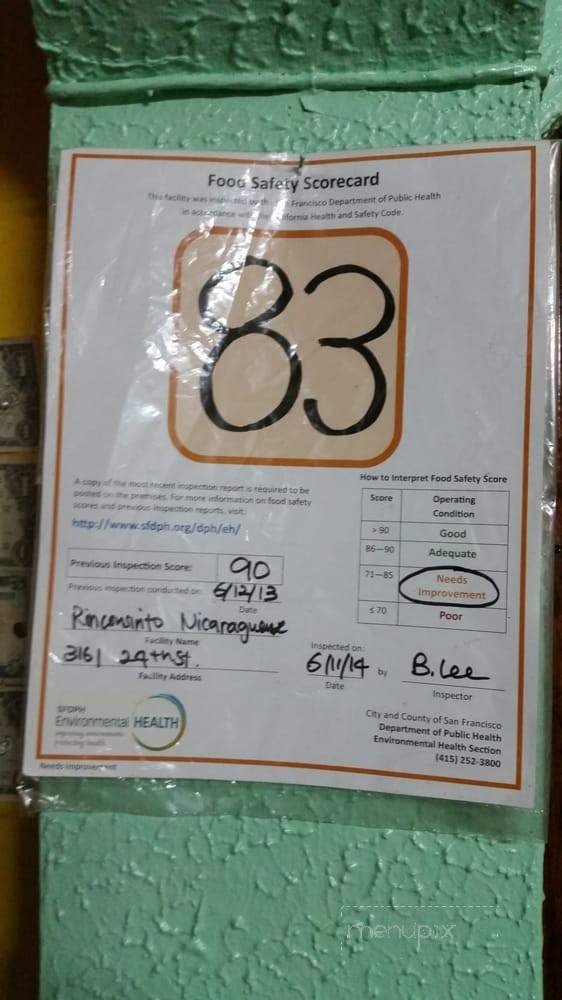 Food Safety Scorecard
This facility was inspected by the San Francisco Department of Public Health
in accordance with the California Health and Safety Code.
83
A copy of the most recent inspection report is required to be
posted on the premises. For more information on food safety
scores and previous inspection reports, visit:
http://www.sfdph.org/dph/eh/
How to Interpret Food Safety Score
Score Operating Condition
> 90 Good
86—90 Adequate
71—85 Needs Improvement
≤ 70 Poor
Previous Inspection Score: 90
Previous inspection conducted on: 6/12/13
Date
Rinconsinto Nicaraguense
Facility Name
3161 24th St.
Facility Address
Inspected on:
6/11/14 by B. Lee
Date Inspector
SFDPH
Environmental HEALTH
City and County of San Francisco
Department of Public Health
Environmental Health Section
(415) 252-3800
Needs Improvement
menupix